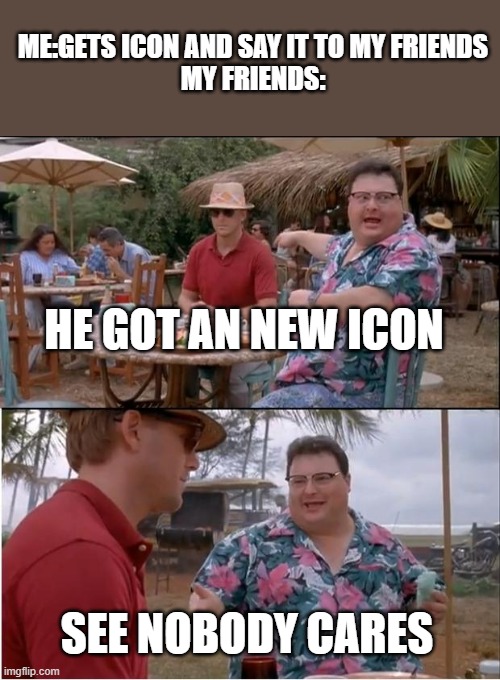 ME:GETS ICON AND SAY IT TO MY FRIENDS
MY FRIENDS:
HE GOT AN NEW ICON
SEE NOBODY CARES
imgflip.com